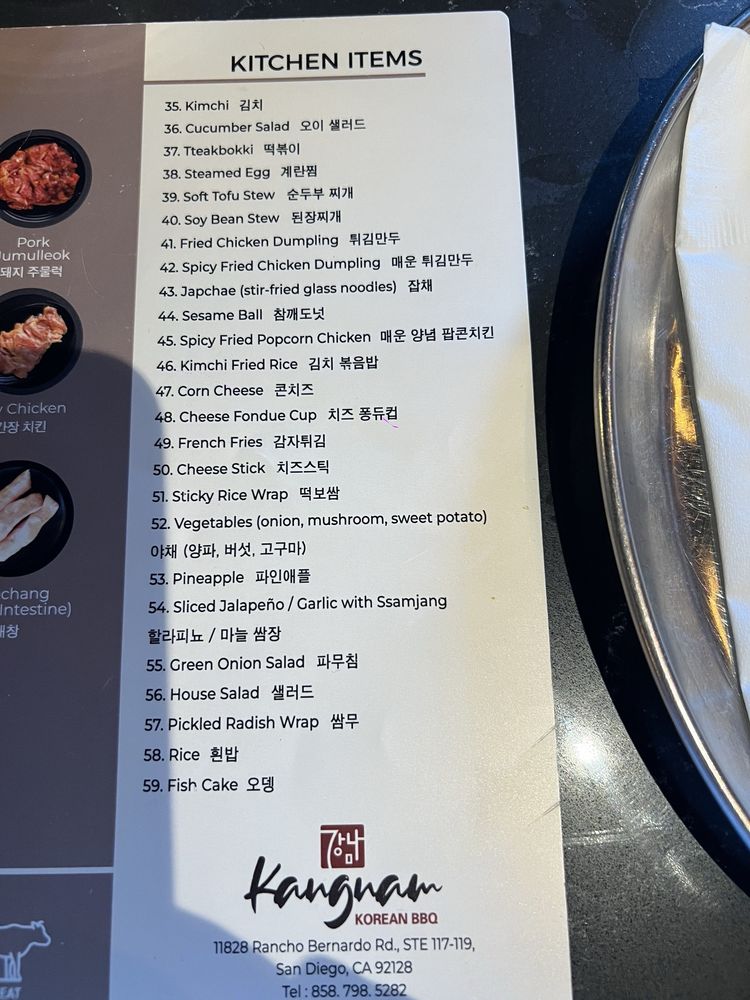 Pork
Jumulleok
돼지 주물럭
Chicken
간장 치킨
(Intestine)
KITCHEN ITEMS
35. Kimchi 김치
36. Cucumber Salad 오이 샐러드
37. Tteakbokki 떡볶이
38. Steamed Egg 계란찜
39. Soft Tofu Stew 순두부 찌개
40. Soy Bean Stew 된장찌개
41. Fried Chicken Dumpling 튀김만두
42. Spicy Fried Chicken Dumpling 매운 튀김만두
43. Japchae (stir-fried glass noodles) 잡채
44. Sesame Ball 참깨도넛
45. Spicy Fried Popcorn Chicken 매운 양념 팝콘치킨
46. Kimchi Fried Rice 김치 볶음밥
47. Corn Cheese 콘치즈
48. Cheese Fondue Cup 치즈 퐁듀컵
49. French Fries 감자튀김
50. Cheese Stick 치즈스틱
51. Sticky Rice Wrap 떡보쌈
52. Vegetables (onion, mushroom, sweet potato)
야채 (양파, 버섯, 고구마)
53. Pineapple 파인애플
54. Sliced Jalapeño / Garlic with Ssamjang
할라피뇨 / 마늘 쌈장
55. Green Onion Salad 파무침
56. House Salad 샐러드
57. Pickled Radish Wrap 쌈무
58. Rice 흰밥
59. Fish Cake 오뎅
강남
Kangnam
KOREAN BBQ
11828 Rancho Bernardo Rd., STE 117-119,
San Diego, CA 92128
Tel : 858. 798. 5282